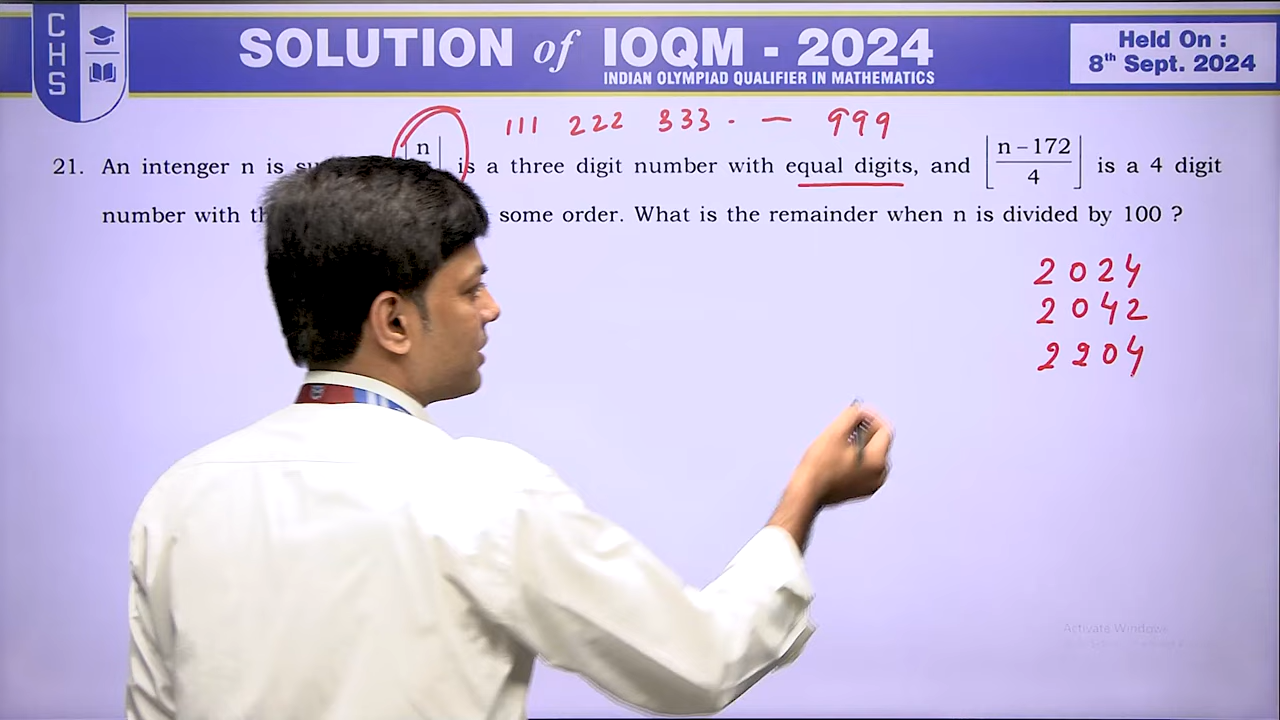 CHS
SOLUTION of IOQM - 2024
INDIAN OLYMPIAD QUALIFIER IN MATHEMATICS
Held On :
8th Sept. 2024
111 222 333 · — 999
21. An intenger n is n is a three digit number with equal digits, and ⌊(n − 172)/4⌋ is a 4 digit
number with some order. What is the remainder when n is divided by 100 ?
2024
2042
2204
Activate Windows